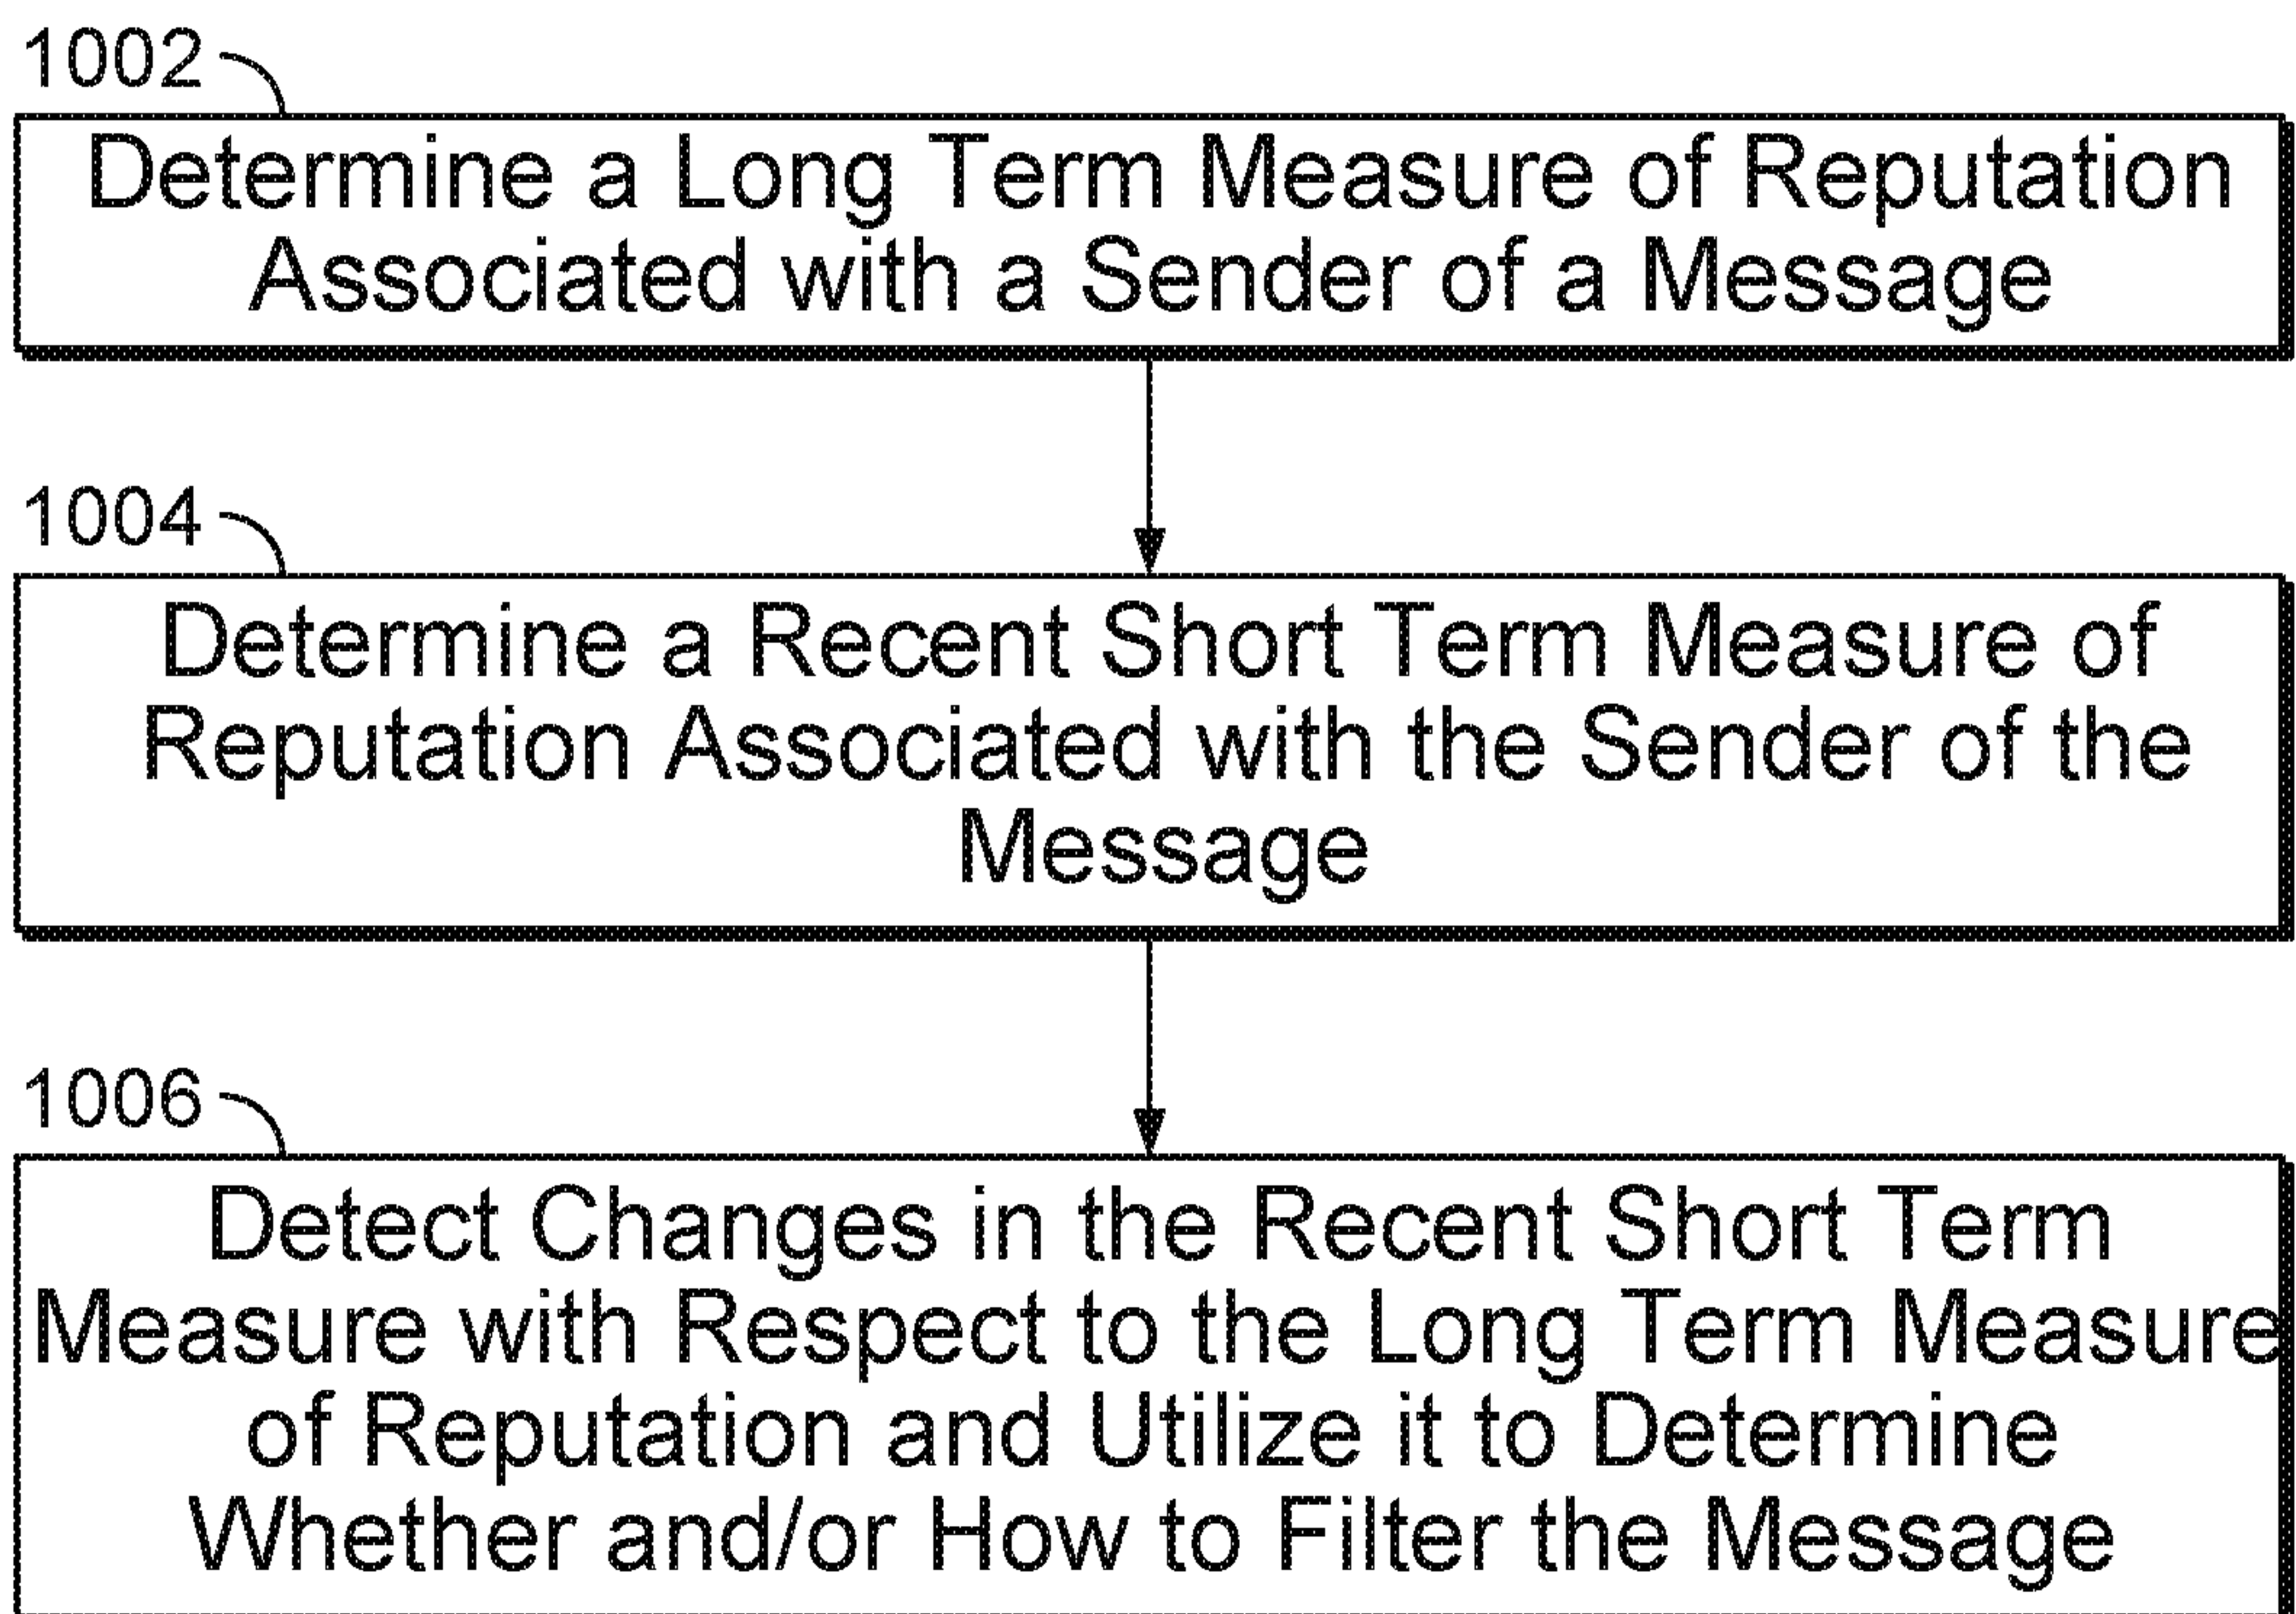 1002
Determine a Long Term Measure of Reputation
Associated with a Sender of a Message
1004
Determine a Recent Short Term Measure of
Reputation Associated with the Sender of the
Message
1006
Detect Changes in the Recent Short Term
Measure with Respect to the Long Term Measure
of Reputation and Utilize it to Determine
Whether and/or How to Filter the Message